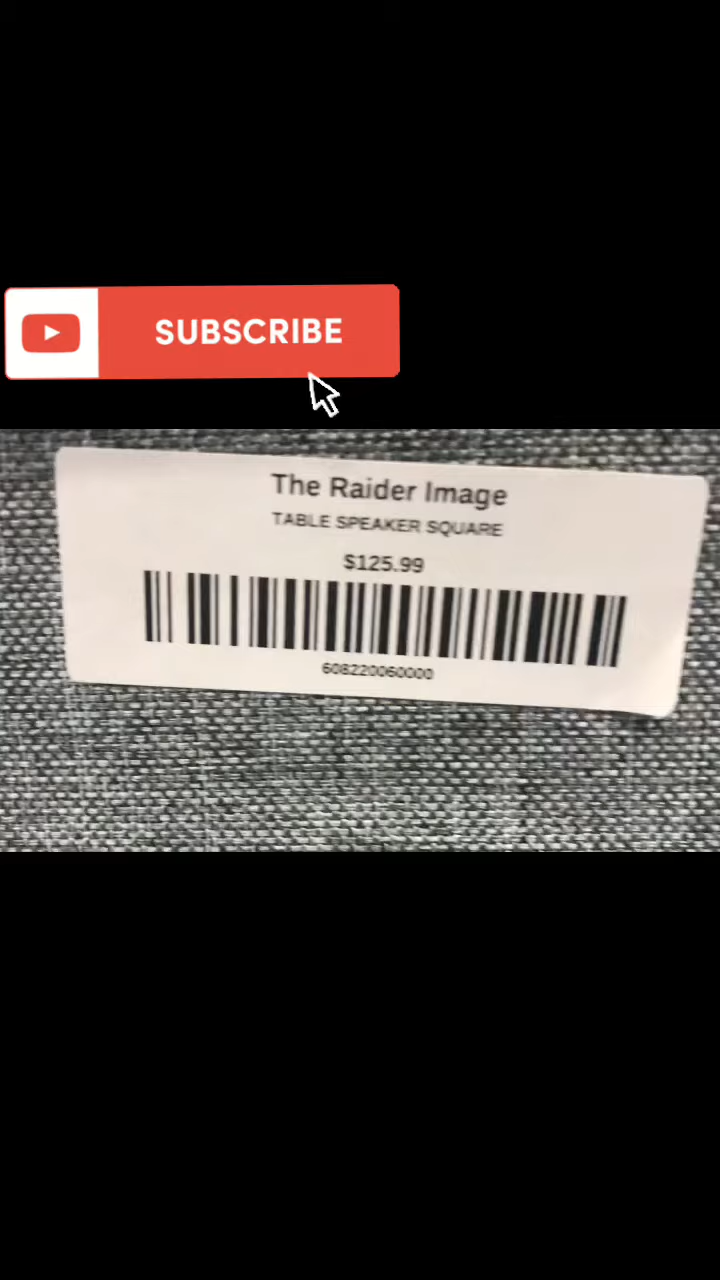 SUBSCRIBE
The Raider Image
TABLE SPEAKER SQUARE
$125.99
608220060000